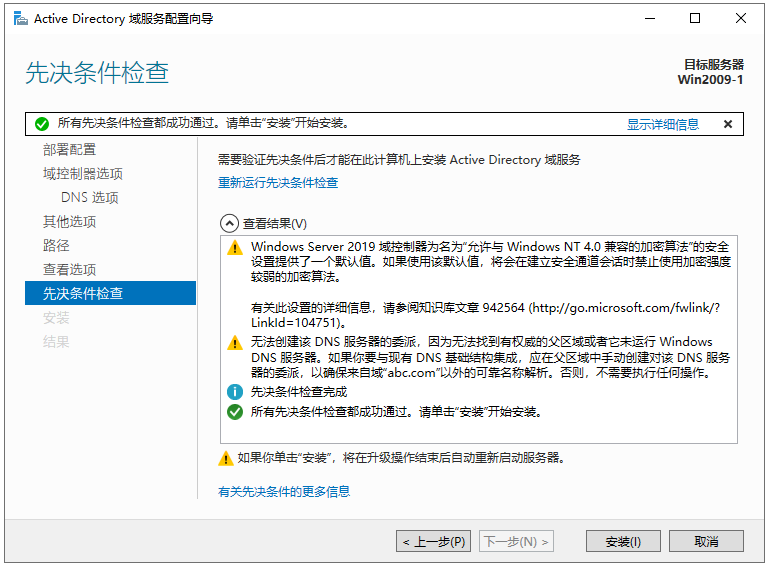 Active Directory 域服务配置向导
先决条件检查
目标服务器
Win2009-1
所有先决条件检查都成功通过。请单击“安装”开始安装。
显示详细信息
部署配置
域控制器选项
DNS 选项
其他选项
路径
查看选项
先决条件检查
安装
结果
需要验证先决条件后才能在此计算机上安装 Active Directory 域服务
重新运行先决条件检查
查看结果(V)
Windows Server 2019 域控制器为名为“允许与 Windows NT 4.0 兼容的加密算法”的安全
设置提供了一个默认值。如果使用该默认值，将会在建立安全通道会话时禁止使用加密强度
较弱的加密算法。
有关此设置的详细信息，请参阅知识库文章 942564 (http://go.microsoft.com/fwlink/?
LinkId=104751)。
无法创建该 DNS 服务器的委派，因为无法找到有权威的父区域或者它未运行 Windows
DNS 服务器。如果你要与现有 DNS 基础结构集成，应在父区域中手动创建对该 DNS 服务
器的委派，以确保来自域“abc.com”以外的可靠名称解析。否则，不需要执行任何操作。
先决条件检查完成
所有先决条件检查都成功通过。请单击“安装”开始安装。
如果你单击“安装”，将在升级操作结束后自动重新启动服务器。
有关先决条件的更多信息
< 上一步(P)
下一步(N) >
安装(I)
取消